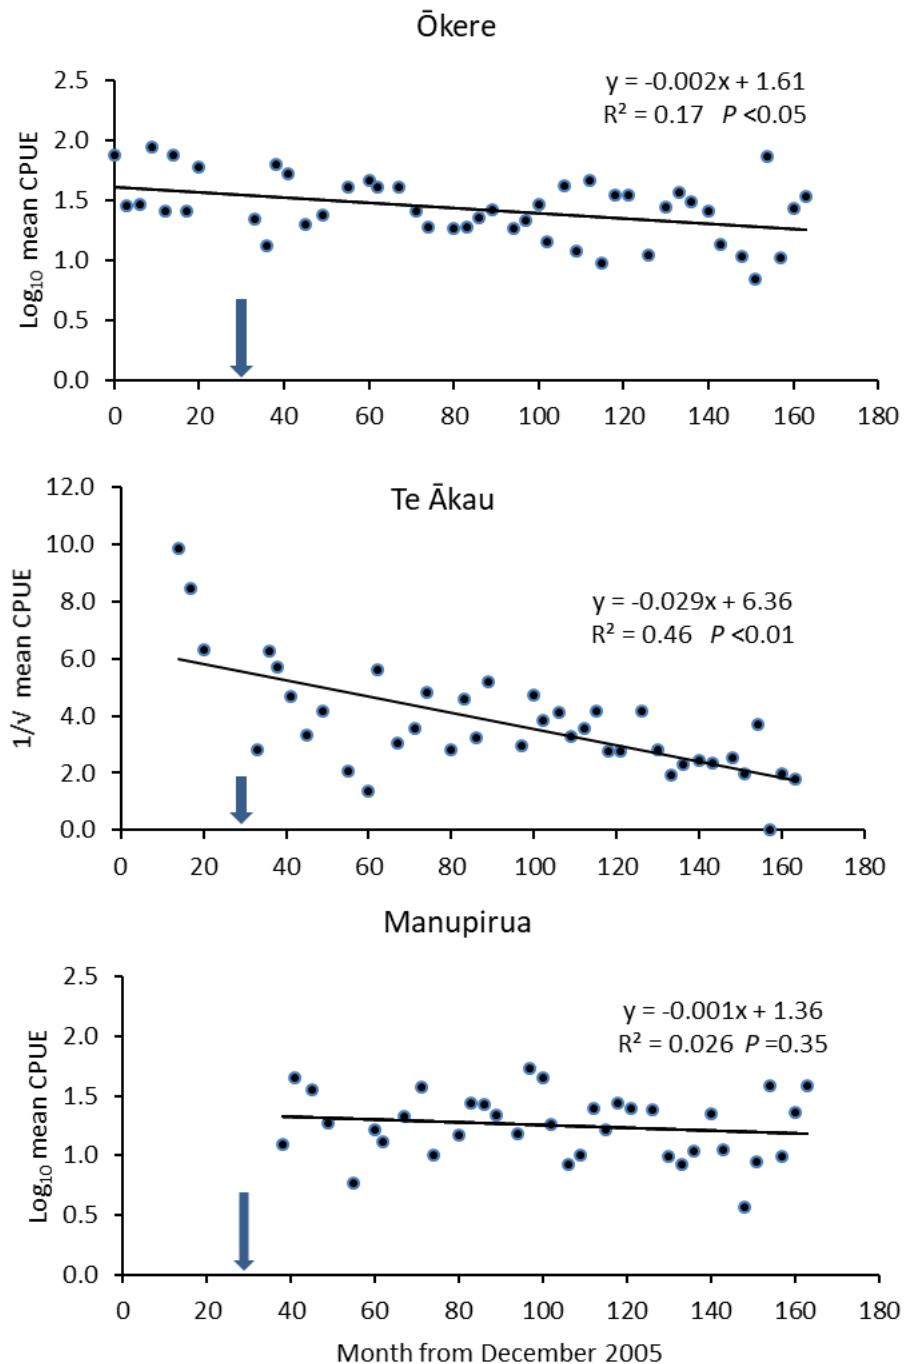 Ōkere
y = -0.002x + 1.61
R² = 0.17 P <0.05
Log₁₀ mean CPUE
2.5
2.0
1.5
1.0
0.5
0.0
0 20 40 60 80 100 120 140 160 180
Te Ākau
y = -0.029x + 6.36
R² = 0.46 P <0.01
1/√ mean CPUE
12.0
10.0
8.0
6.0
4.0
2.0
0.0
0 20 40 60 80 100 120 140 160 180
Manupirua
y = -0.001x + 1.36
R² = 0.026 P =0.35
Log₁₀ mean CPUE
2.5
2.0
1.5
1.0
0.5
0.0
0 20 40 60 80 100 120 140 160 180
Month from December 2005